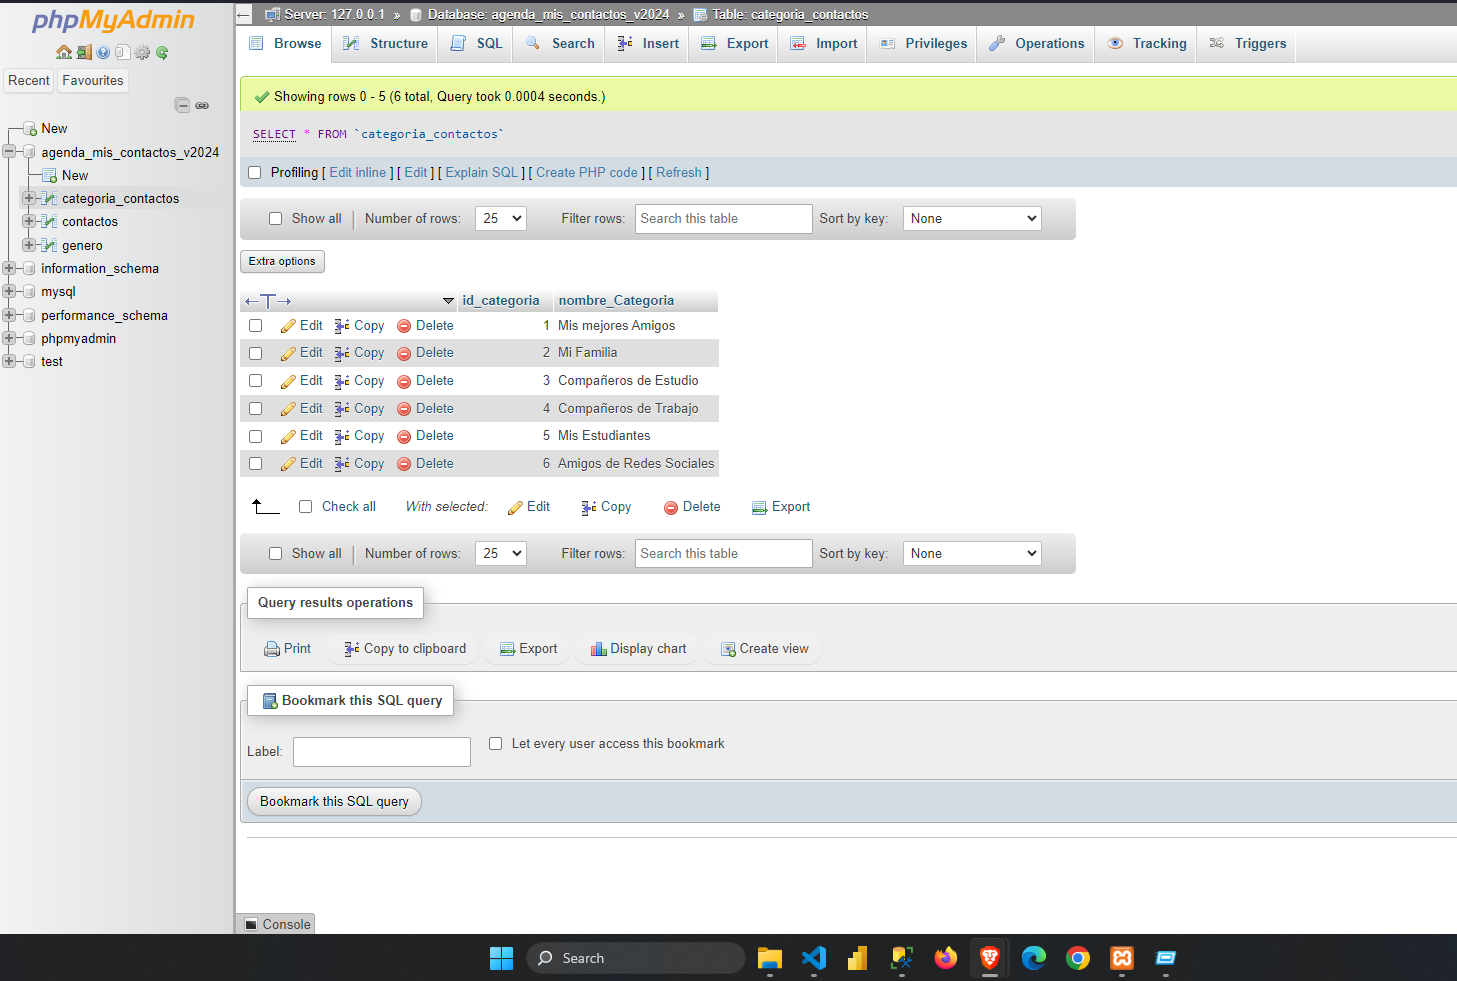 phpMyAdmin
Recent Favourites
New
agenda_mis_contactos_v2024
New
categoria_contactos
contactos
genero
information_schema
mysql
performance_schema
phpmyadmin
test
Server: 127.0.0.1 » Database: agenda_mis_contactos_v2024 » Table: categoria_contactos
Browse Structure SQL Search Insert Export Import Privileges Operations Tracking Triggers
Showing rows 0 - 5 (6 total, Query took 0.0004 seconds.)
SELECT * FROM `categoria_contactos`
Profiling [ Edit inline ] [ Edit ] [ Explain SQL ] [ Create PHP code ] [ Refresh ]
Show all | Number of rows: 25 Filter rows: Search this table Sort by key: None
Extra options
←T→ id_categoria nombre_Categoria
Edit Copy Delete 1 Mis mejores Amigos
Edit Copy Delete 2 Mi Familia
Edit Copy Delete 3 Compañeros de Estudio
Edit Copy Delete 4 Compañeros de Trabajo
Edit Copy Delete 5 Mis Estudiantes
Edit Copy Delete 6 Amigos de Redes Sociales
Check all With selected: Edit Copy Delete Export
Show all | Number of rows: 25 Filter rows: Search this table Sort by key: None
Query results operations
Print Copy to clipboard Export Display chart Create view
Bookmark this SQL query
Label: Let every user access this bookmark
Bookmark this SQL query
Console
Search